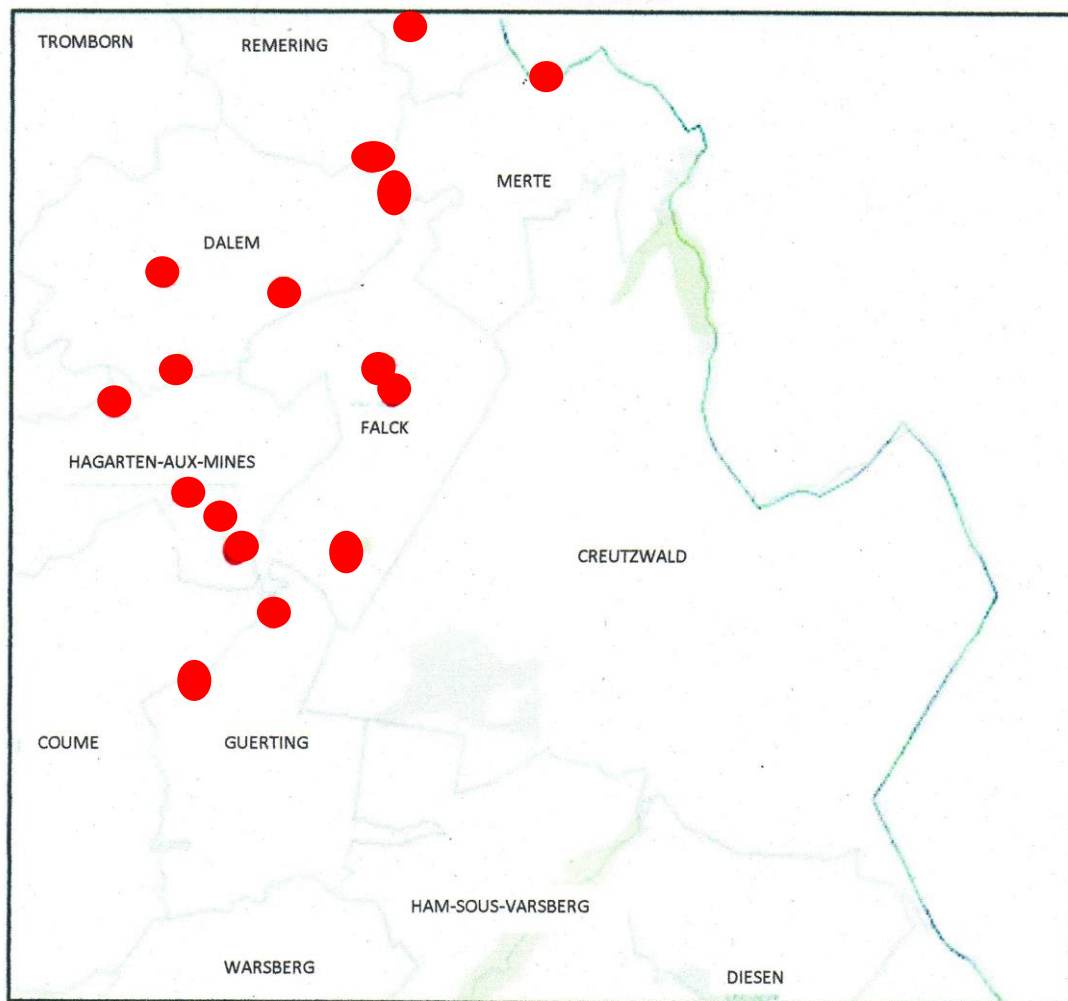 TROMBORN
REMERING
MERTE
DALEM
FALCK
HAGARTEN-AUX-MINES
CREUTZWALD
COUME
GUERTING
HAM-SOUS-VARSBERG
WARSBERG
DIESEN